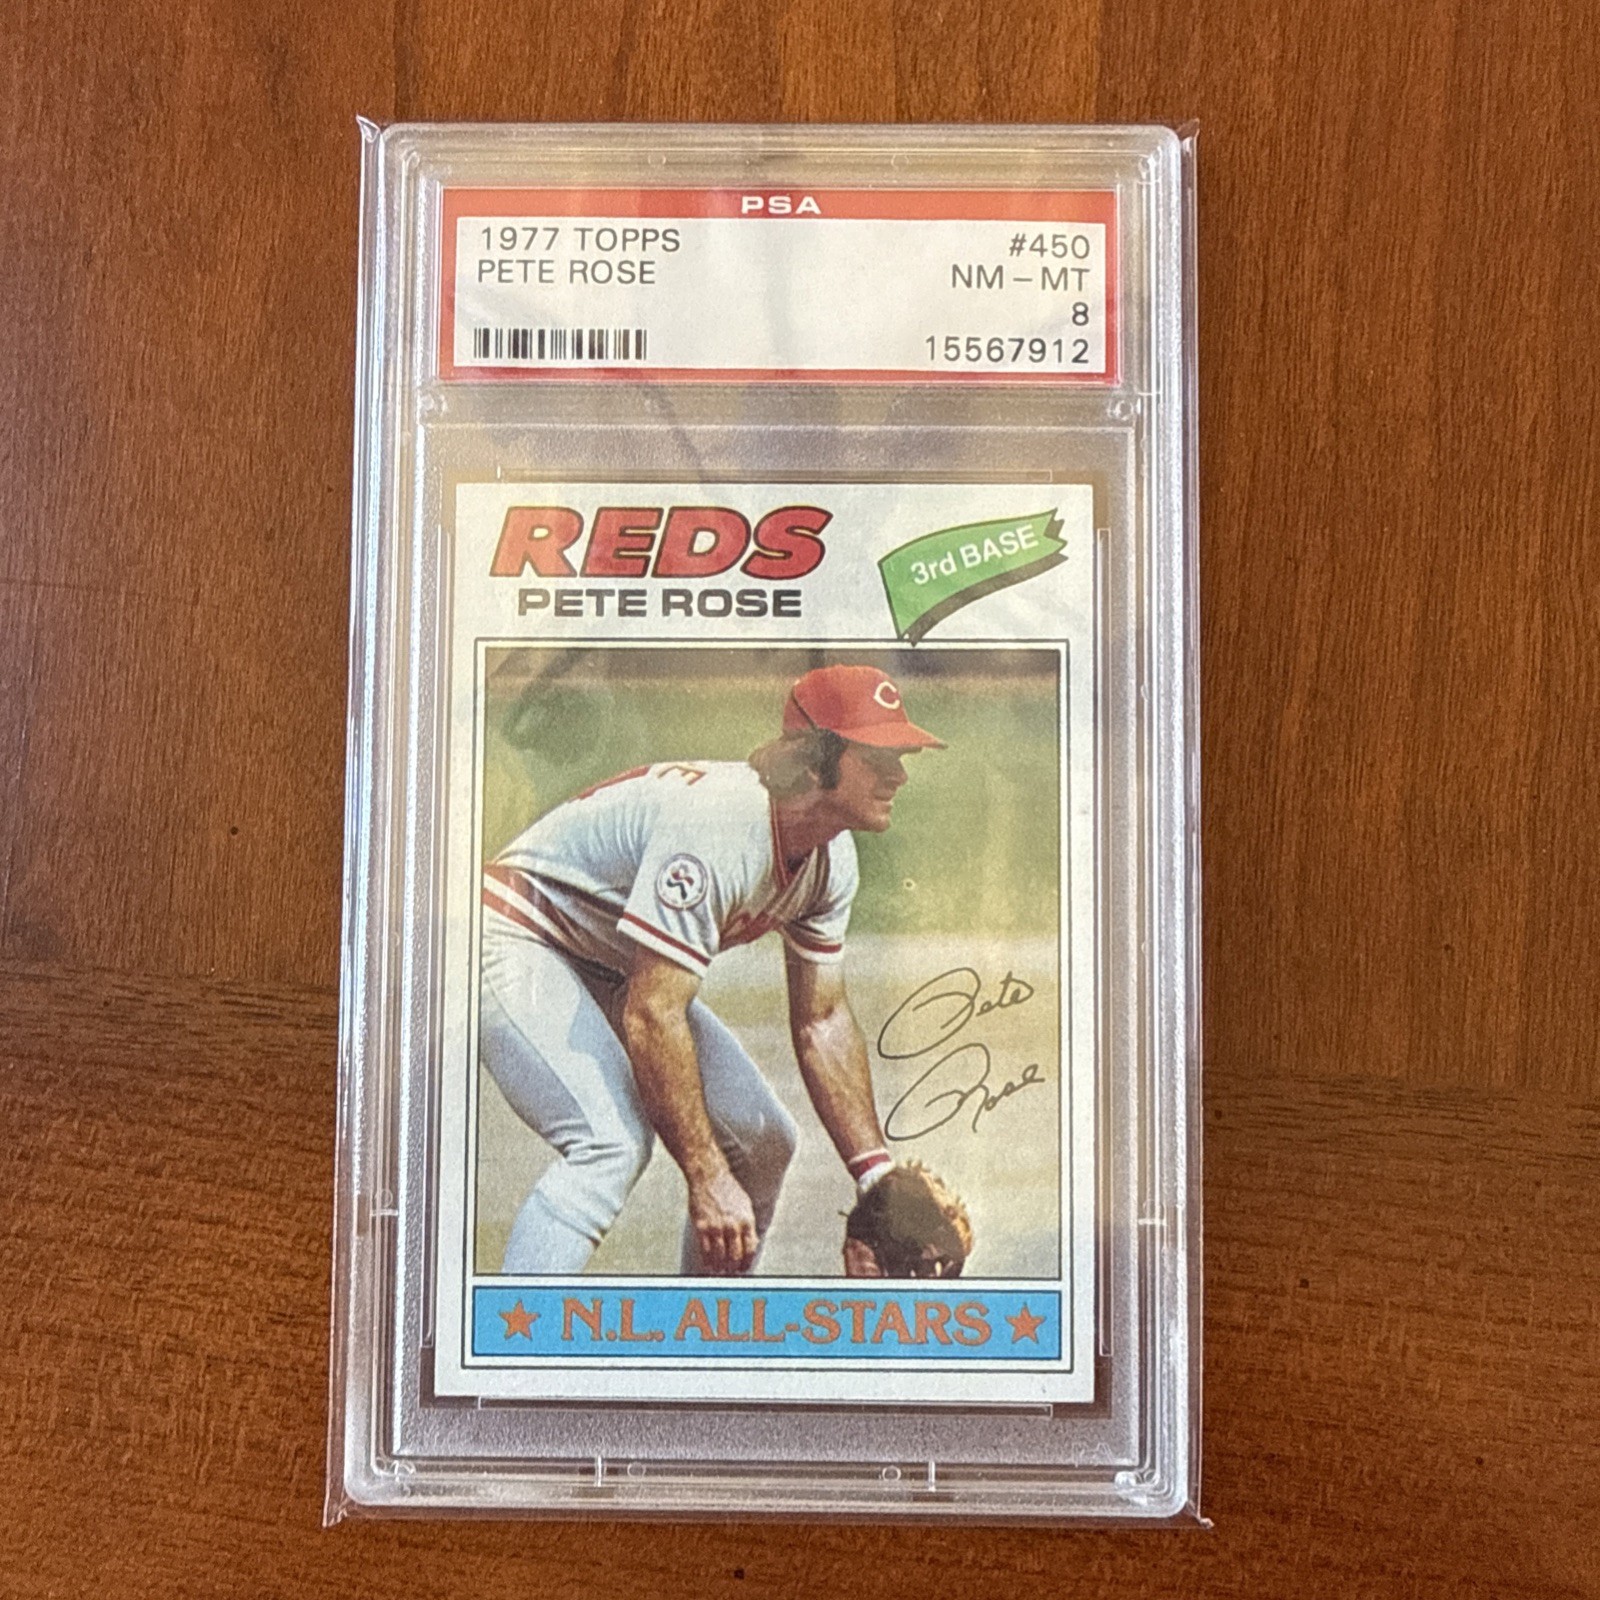 PSA
1977 TOPPS #450
PETE ROSE NM-MT
8
15567912
REDS
3rd BASE
PETE ROSE
C
Pete
Rose
★ N.L. ALL-STARS ★